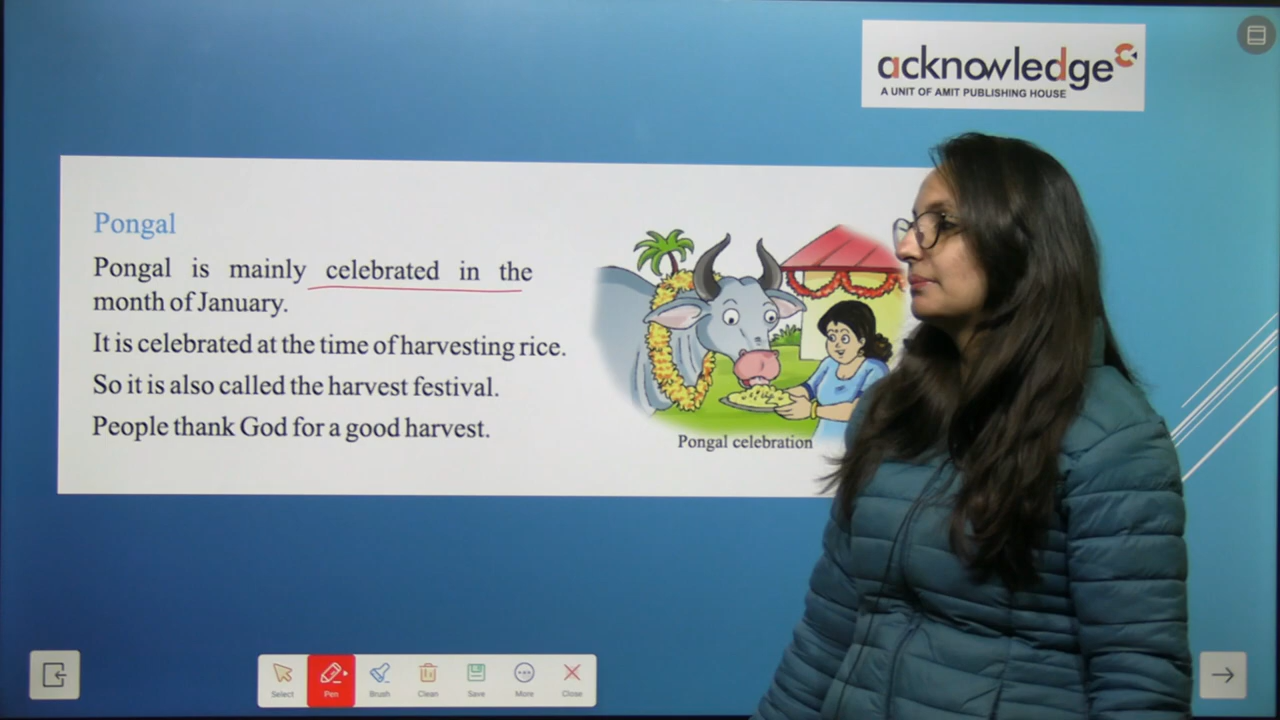 acknowledge
A UNIT OF AMIT PUBLISHING HOUSE
Pongal
Pongal is mainly celebrated in the
month of January.
It is celebrated at the time of harvesting rice.
So it is also called the harvest festival.
People thank God for a good harvest.
Pongal celebration
Select Pen Brush Clean Save More Close